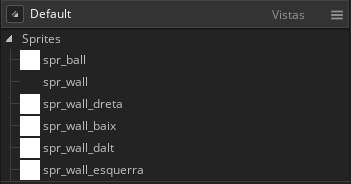 Default Vistas
Sprites
spr_ball
spr_wall
spr_wall_dreta
spr_wall_baix
spr_wall_dalt
spr_wall_esquerra